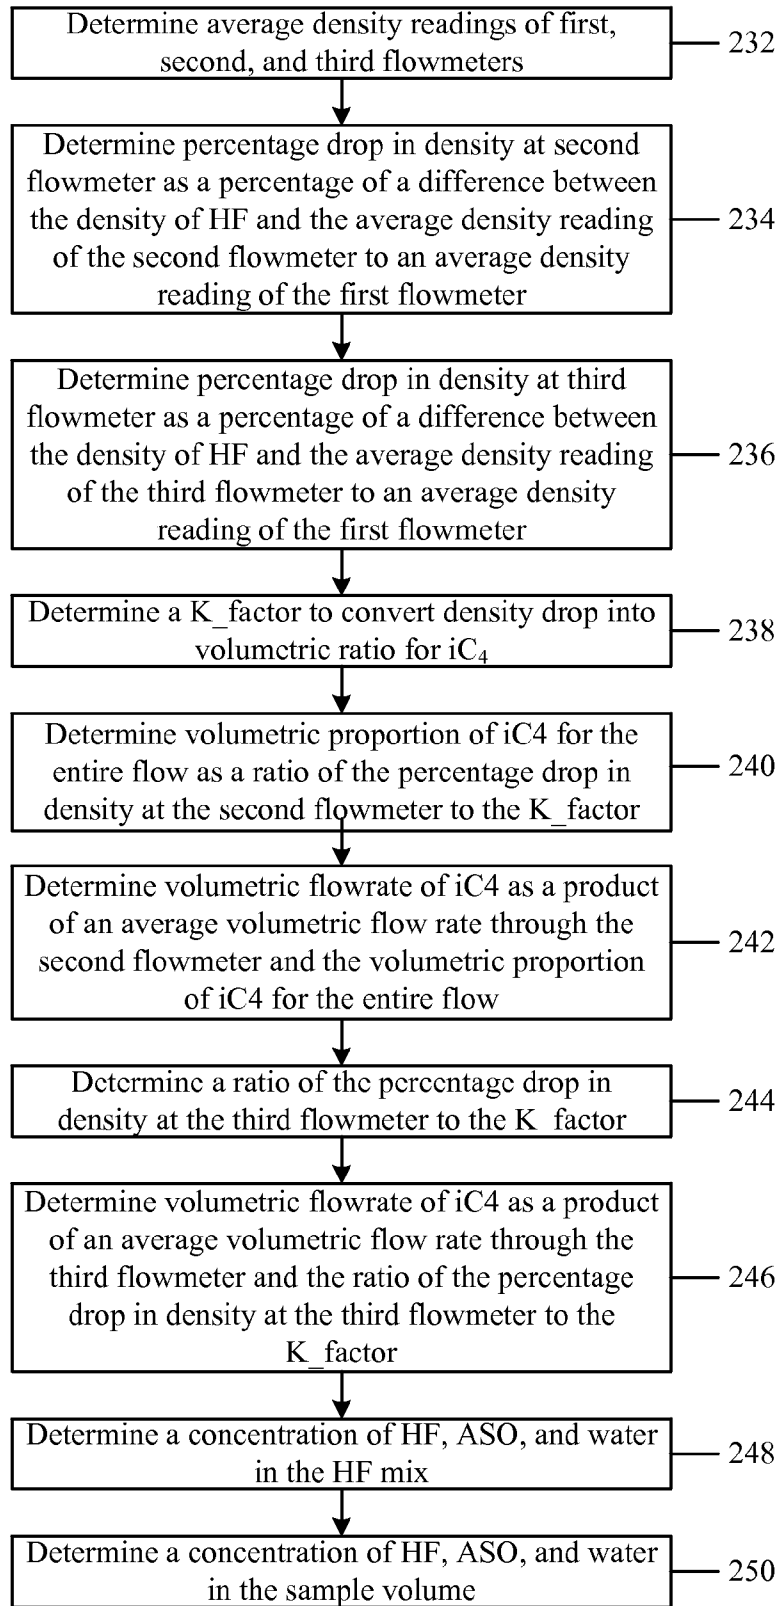 Determine average density readings of first,
second, and third flowmeters
232
Determine percentage drop in density at second
flowmeter as a percentage of a difference between
the density of HF and the average density reading
of the second flowmeter to an average density
reading of the first flowmeter
234
Determine percentage drop in density at third
flowmeter as a percentage of a difference between
the density of HF and the average density reading
of the third flowmeter to an average density
reading of the first flowmeter
236
Determine a K_factor to convert density drop into
volumetric ratio for iC₄
238
Determine volumetric proportion of iC4 for the
entire flow as a ratio of the percentage drop in
density at the second flowmeter to the K_factor
240
Determine volumetric flowrate of iC4 as a product
of an average volumetric flow rate through the
second flowmeter and the volumetric proportion
of iC4 for the entire flow
242
Determine a ratio of the percentage drop in
density at the third flowmeter to the K_factor
244
Determine volumetric flowrate of iC4 as a product
of an average volumetric flow rate through the
third flowmeter and the ratio of the percentage
drop in density at the third flowmeter to the
K_factor
246
Determine a concentration of HF, ASO, and water
in the HF mix
248
Determine a concentration of HF, ASO, and water
in the sample volume
250